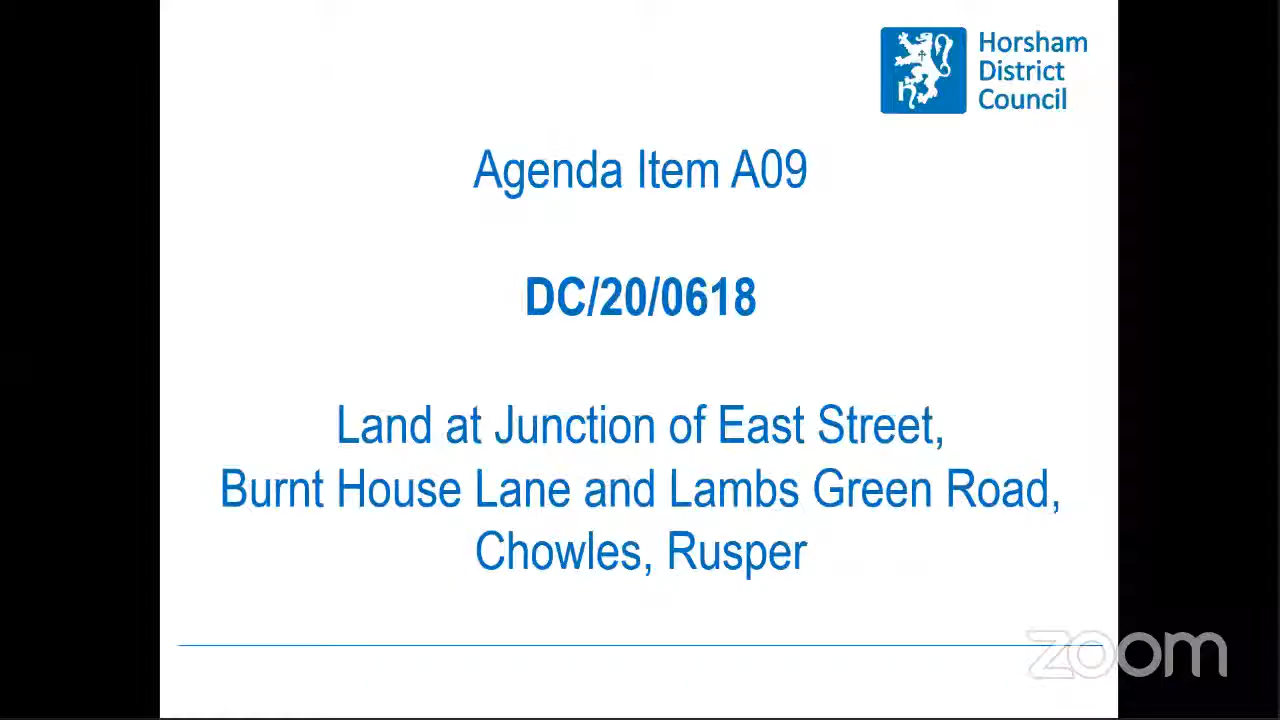 Horsham
District
Council
Agenda Item A09
DC/20/0618
Land at Junction of East Street,
Burnt House Lane and Lambs Green Road,
Chowles, Rusper
zoom